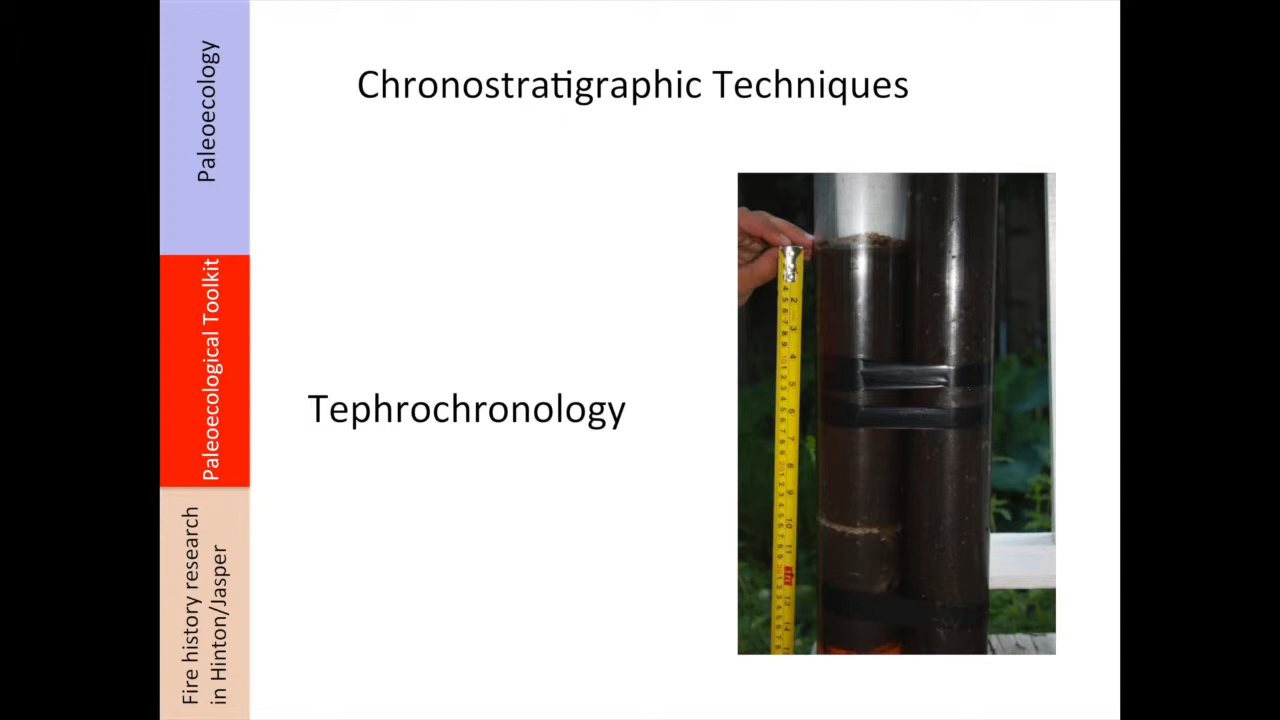 Paleoecology
Paleoecological Toolkit
Fire history research
in Hinton/Jasper
Chronostratigraphic Techniques
Tephrochronology